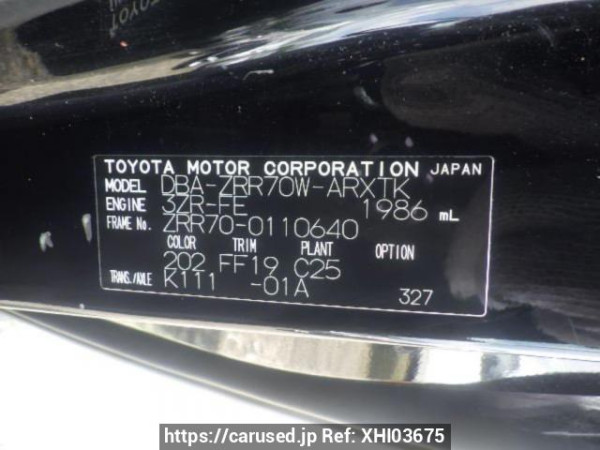 TOYOTA
TOYOTA MOTOR CORPORATION JAPAN
MODEL DBA-ZRR70W-ARXTK
ENGINE 3ZR-FE 1986 mL
FRAME No. ZRR70-0110640
COLOR TRIM PLANT OPTION
202 FF19 C25
TRANS./AXLE K111 -01A
327
https://carused.jp Ref: XHI03675